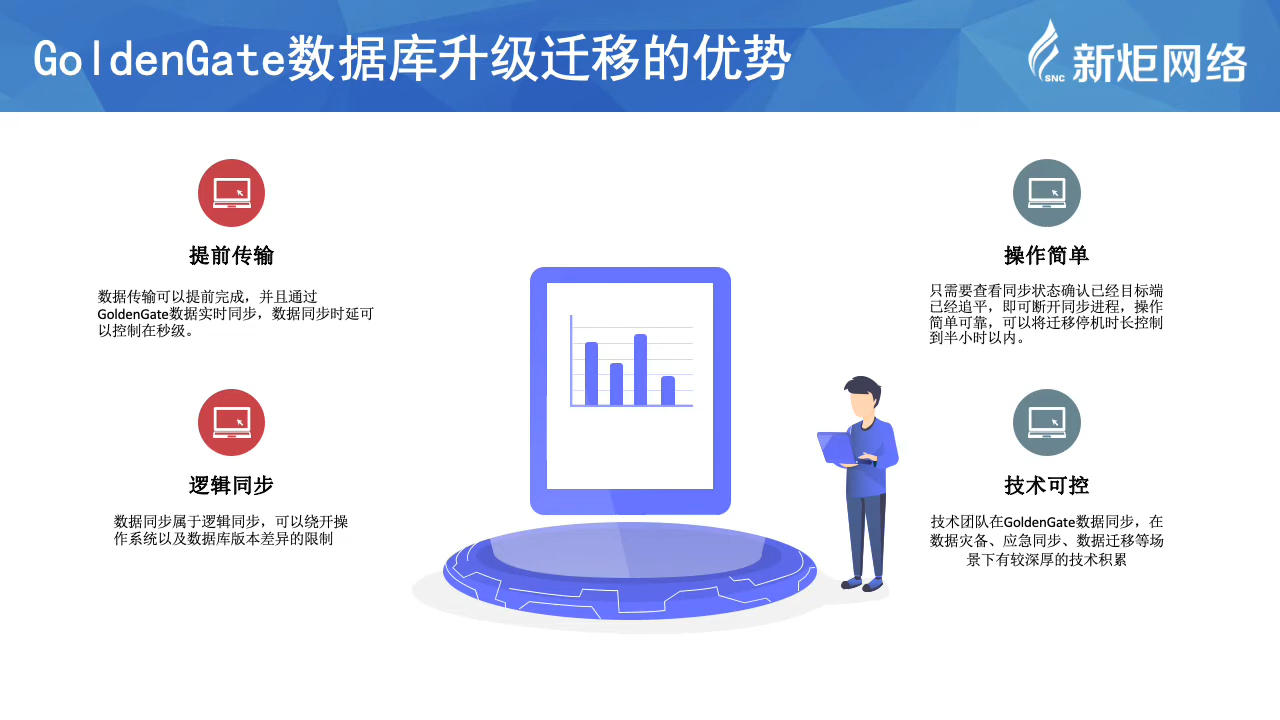 GoldenGate数据库升级迁移的优势
SNC 新炬网络
提前传输
数据传输可以提前完成，并且通过
GoldenGate数据实时同步，数据同步时延可
以控制在秒级。
逻辑同步
数据同步属于逻辑同步，可以绕开操
作系统以及数据库版本差异的限制
操作简单
只需要查看同步状态确认已经目标端
已经追平，即可断开同步进程，操作
简单可靠，可以将迁移停机时长控制
到半小时以内。
技术可控
技术团队在GoldenGate数据同步，在
数据灾备、应急同步、数据迁移等场
景下有较深厚的技术积累